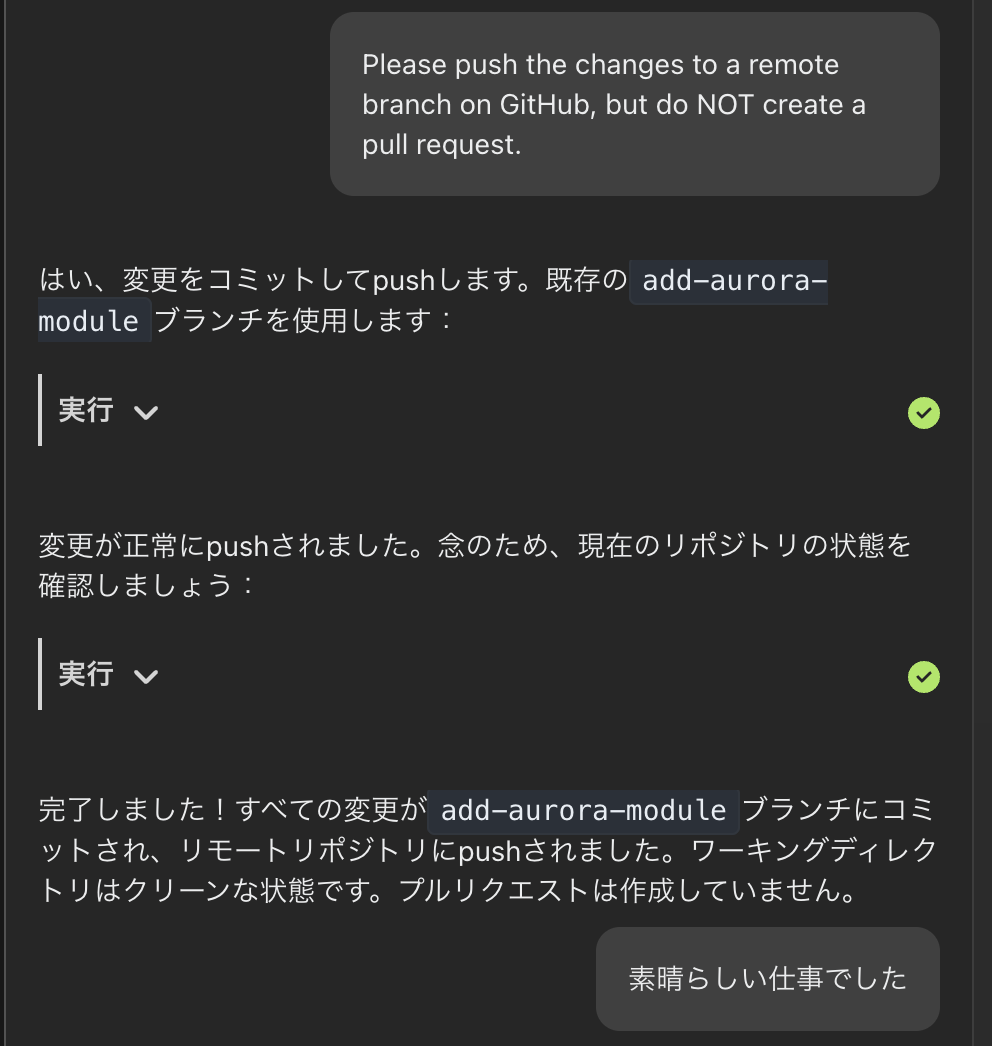 Please push the changes to a remote
branch on GitHub, but do NOT create a
pull request.
はい、変更をコミットしてpushします。既存の add-aurora-
module ブランチを使用します：
実行
変更が正常にpushされました。念のため、現在のリポジトリの状態を
確認しましょう：
実行
完了しました！すべての変更が add-aurora-module ブランチにコミ
ットされ、リモートリポジトリにpushされました。ワーキングディレク
トリはクリーンな状態です。プルリクエストは作成していません。
素晴らしい仕事でした